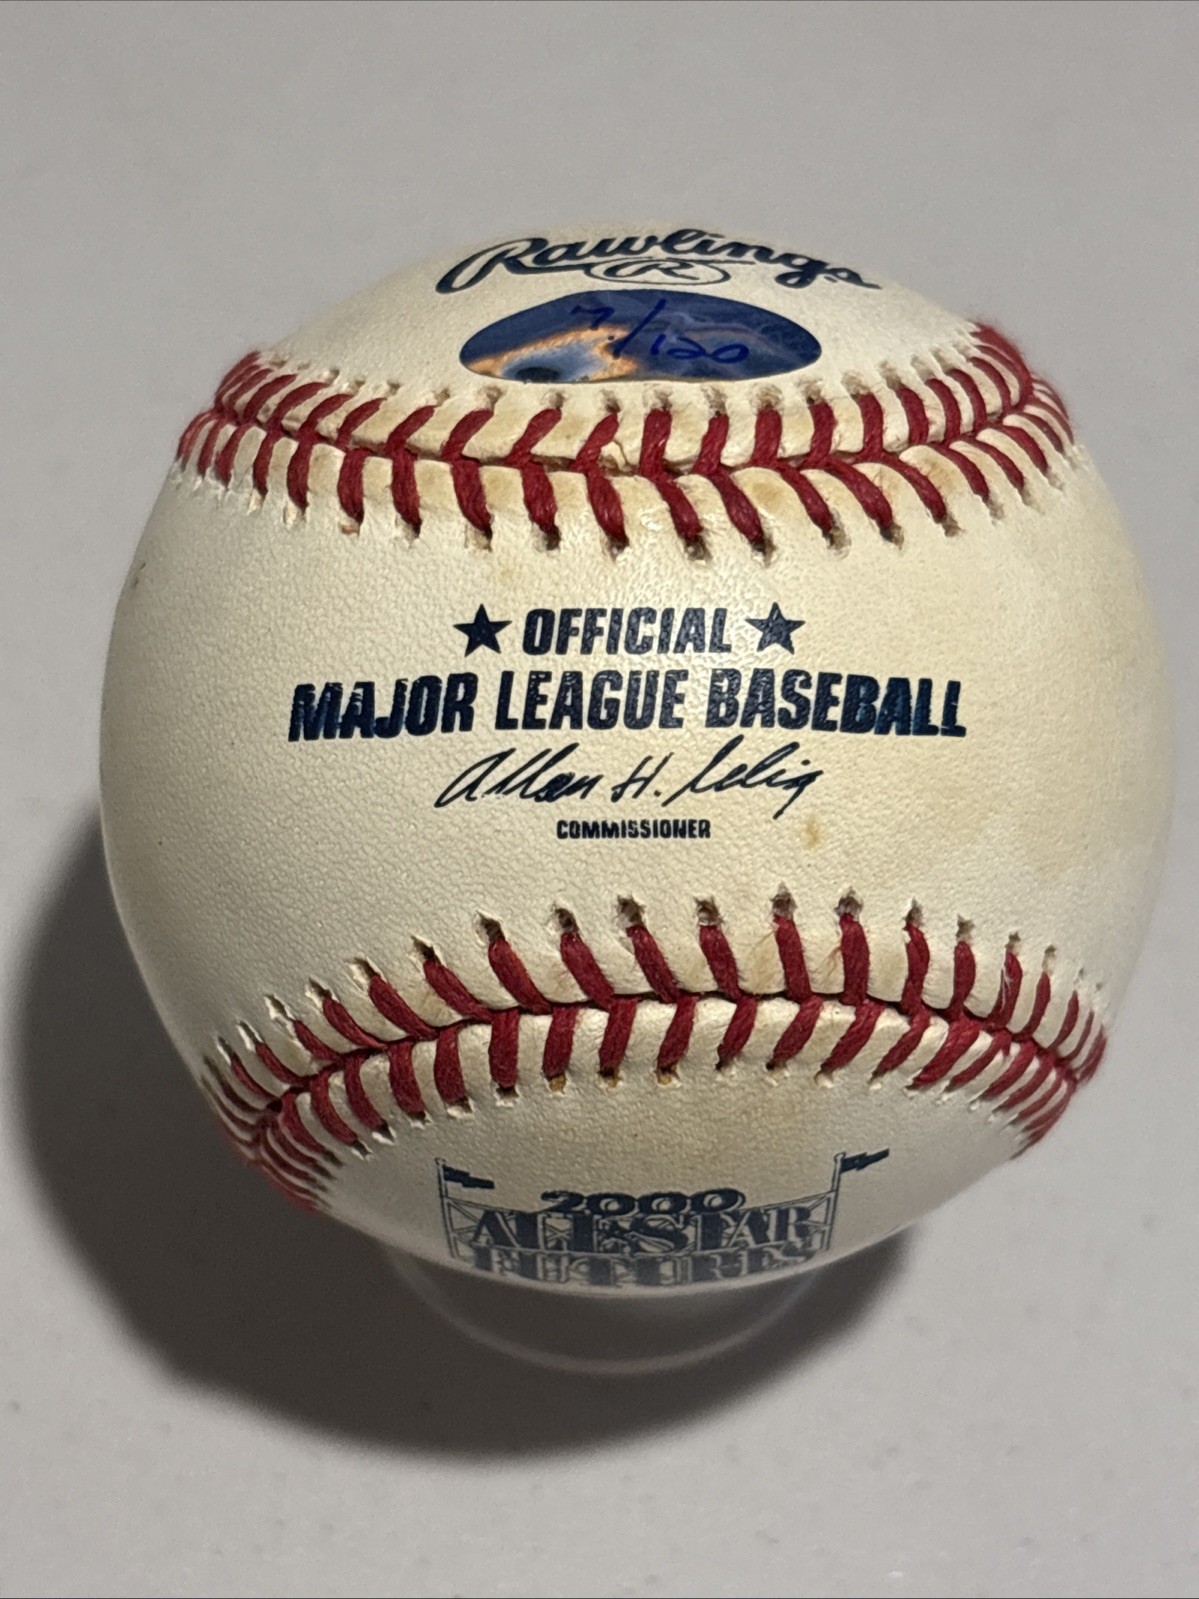 Rawlings
R
7/120
★ OFFICIAL ★
MAJOR LEAGUE BASEBALL
Allan H. Selig
COMMISSIONER
2000
ALL★STAR
FUTURES